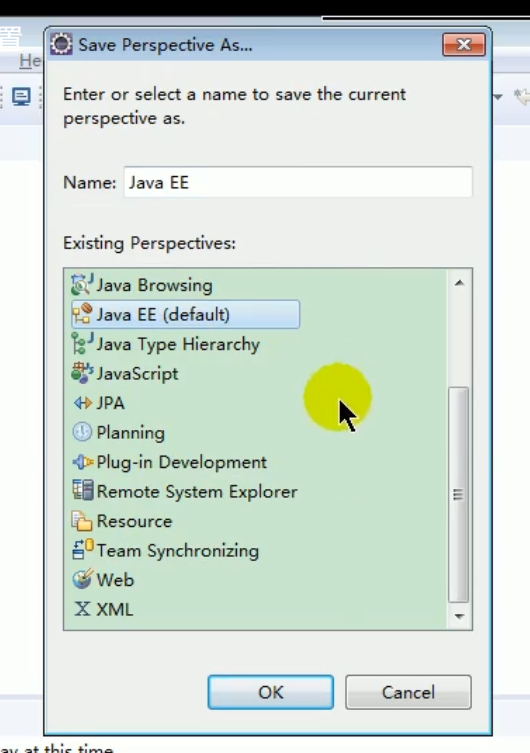 置
Save Perspective As...
He
Enter or select a name to save the current
perspective as.
Name: Java EE
Existing Perspectives:
Java Browsing
Java EE (default)
Java Type Hierarchy
JavaScript
JPA
Planning
Plug-in Development
Remote System Explorer
Resource
Team Synchronizing
Web
X XML
OK Cancel
ay at this time.